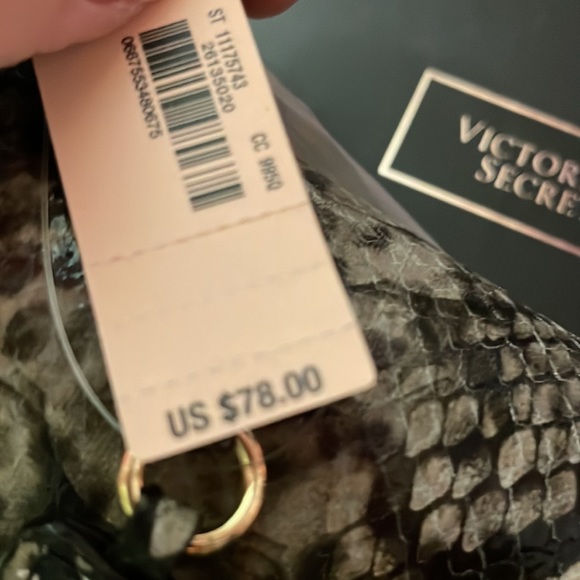 ST 11175743
26135020
0667553480675
CC 9950
US $78.00
VICTOR
SECRE